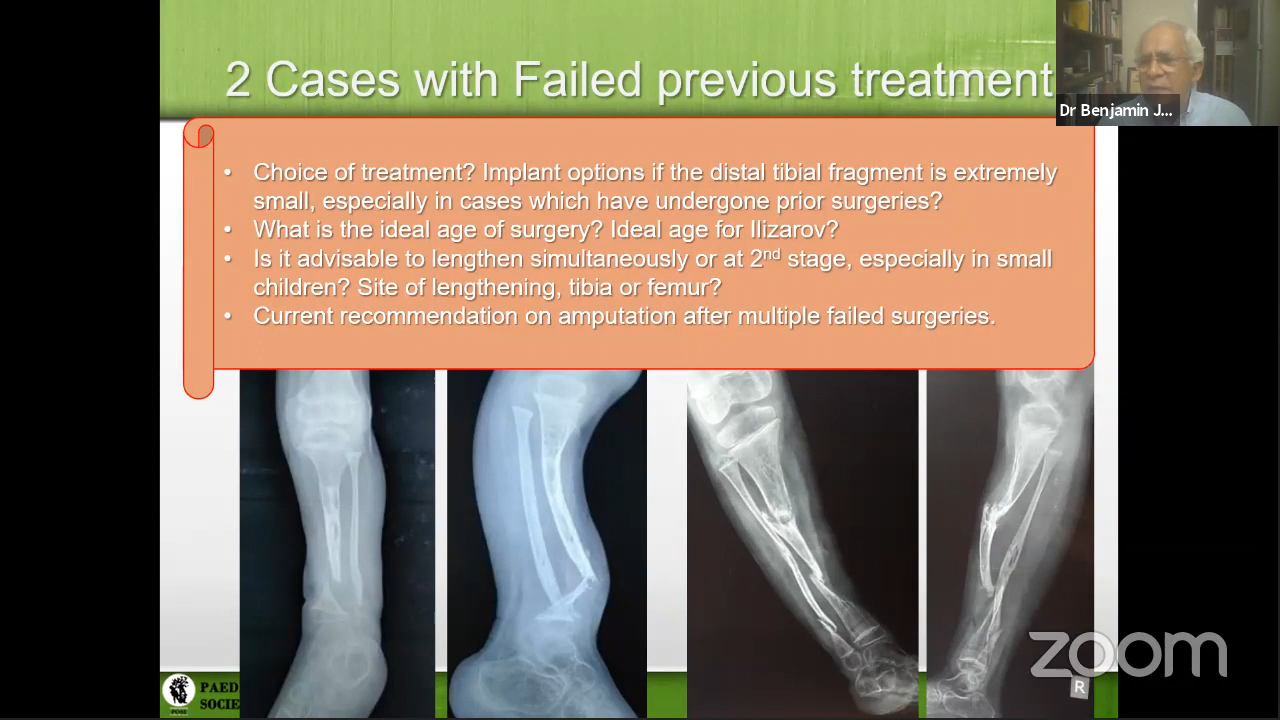 2 Cases with Failed previous treatment
Dr Benjamin J...
• Choice of treatment? Implant options if the distal tibial fragment is extremely
small, especially in cases which have undergone prior surgeries?
• What is the ideal age of surgery? Ideal age for Ilizarov?
• Is it advisable to lengthen simultaneously or at 2nd stage, especially in small
children? Site of lengthening, tibia or femur?
• Current recommendation on amputation after multiple failed surgeries.
zoom
R
PAED
SOCIE